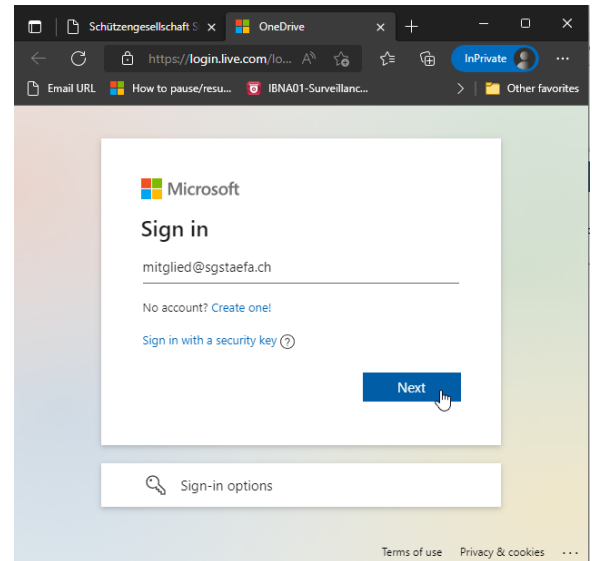 Schützengesellschaft S
OneDrive
https://login.live.com/lo...
InPrivate
Email URL
How to pause/resu...
IBNA01-Surveillanc...
Other favorites
Microsoft
Sign in
mitglied@sgstaefa.ch
No account? Create one!
Sign in with a security key
Next
Sign-in options
Terms of use Privacy & cookies ...